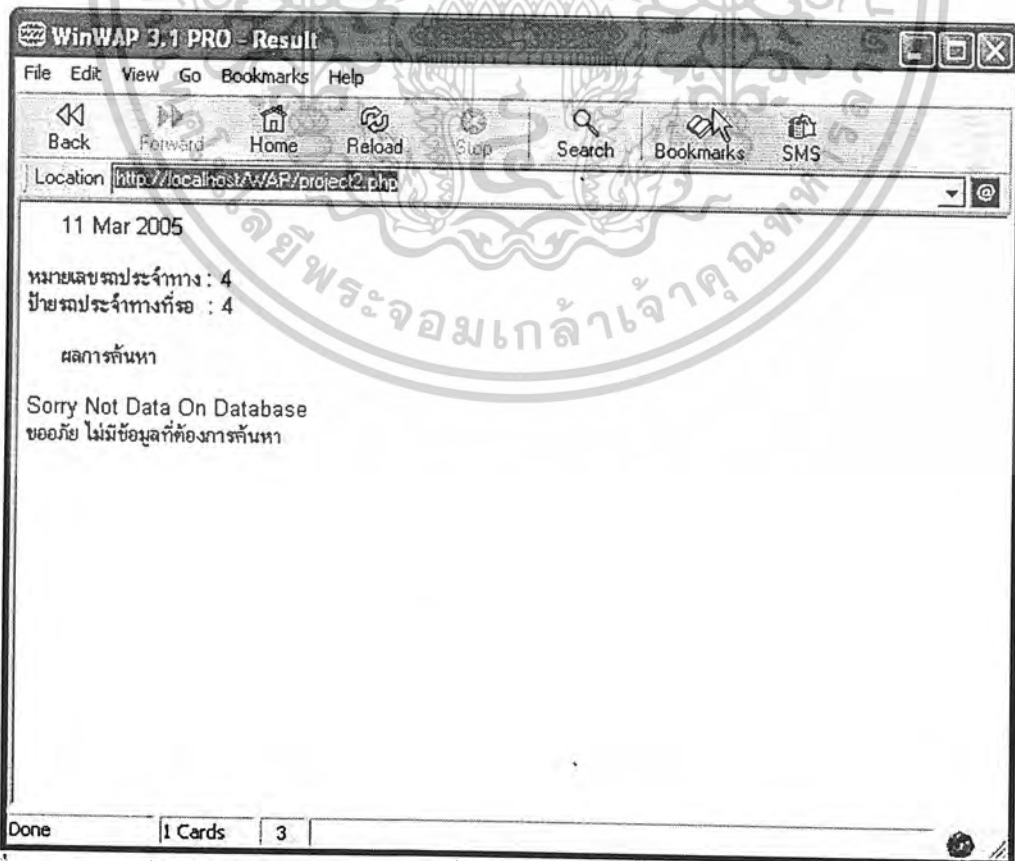 WinWAP 3.1 PRO - Result
File Edit View Go Bookmarks Help
Back Forward Home Reload Stop Search Bookmarks SMS
Location http://localhost/WAP/project2.php
11 Mar 2005
หมายเลขรถประจำทาง : 4
ป้ายรถประจำทางที่รอ : 4
ผลการค้นหา
Sorry Not Data On Database
ขออภัย ไม่มีข้อมูลที่ต้องการค้นหา
Done 1 Cards 3